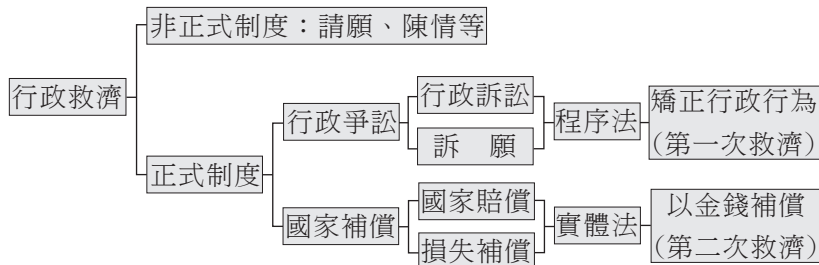 非正式制度：請願、陳情等
行政救濟
行政爭訟
行政訴訟
訴　願
程序法
矯正行政行為
(第一次救濟)
正式制度
國家補償
國家賠償
損失補償
實體法
以金錢補償
(第二次救濟)